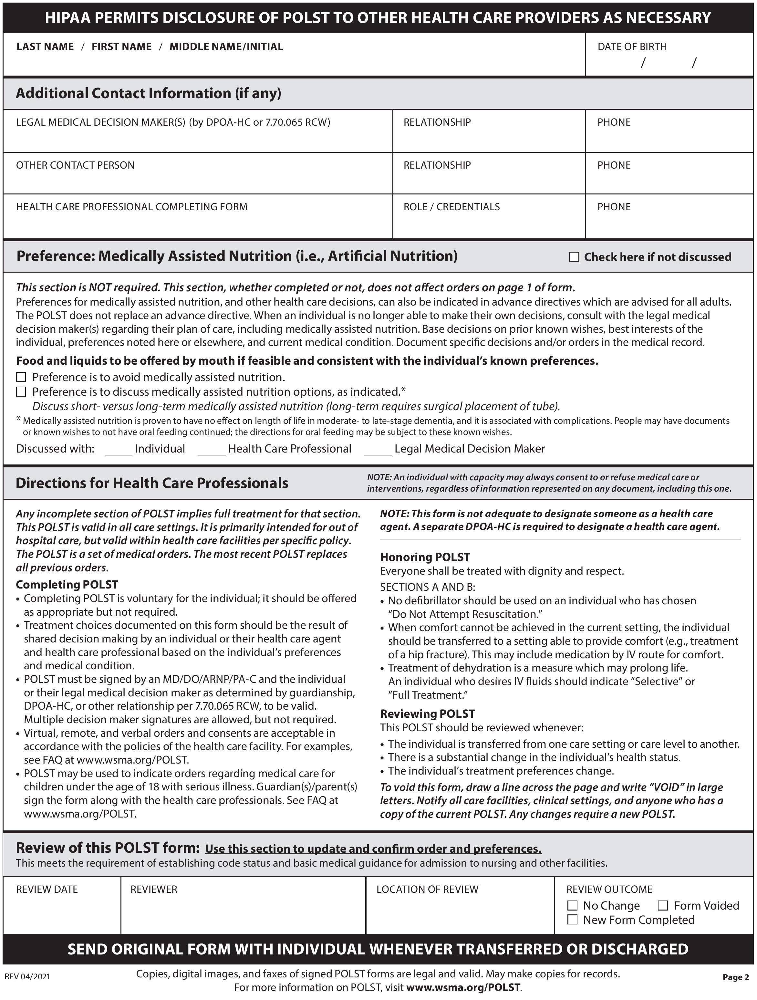 HIPAA PERMITS DISCLOSURE OF POLST TO OTHER HEALTH CARE PROVIDERS AS NECESSARY
LAST NAME / FIRST NAME / MIDDLE NAME/INITIAL
DATE OF BIRTH
/ /
Additional Contact Information (if any)
LEGAL MEDICAL DECISION MAKER(S) (by DPOA-HC or 7.70.065 RCW)
RELATIONSHIP
PHONE
OTHER CONTACT PERSON
RELATIONSHIP
PHONE
HEALTH CARE PROFESSIONAL COMPLETING FORM
ROLE / CREDENTIALS
PHONE
Preference: Medically Assisted Nutrition (i.e., Artificial Nutrition)
☐ Check here if not discussed
This section is NOT required. This section, whether completed or not, does not affect orders on page 1 of form.
Preferences for medically assisted nutrition, and other health care decisions, can also be indicated in advance directives which are advised for all adults.
The POLST does not replace an advance directive. When an individual is no longer able to make their own decisions, consult with the legal medical
decision maker(s) regarding their plan of care, including medically assisted nutrition. Base decisions on prior known wishes, best interests of the
individual, preferences noted here or elsewhere, and current medical condition. Document specific decisions and/or orders in the medical record.
Food and liquids to be offered by mouth if feasible and consistent with the individual’s known preferences.
☐ Preference is to avoid medically assisted nutrition.
☐ Preference is to discuss medically assisted nutrition options, as indicated.*
Discuss short- versus long-term medically assisted nutrition (long-term requires surgical placement of tube).
* Medically assisted nutrition is proven to have no effect on length of life in moderate- to late-stage dementia, and it is associated with complications. People may have documents
or known wishes to not have oral feeding continued; the directions for oral feeding may be subject to these known wishes.
Discussed with: _____ Individual _____ Health Care Professional _____ Legal Medical Decision Maker
Directions for Health Care Professionals
NOTE: An individual with capacity may always consent to or refuse medical care or
interventions, regardless of information represented on any document, including this one.
Any incomplete section of POLST implies full treatment for that section.
This POLST is valid in all care settings. It is primarily intended for out of
hospital care, but valid within health care facilities per specific policy.
The POLST is a set of medical orders. The most recent POLST replaces
all previous orders.
Completing POLST
• Completing POLST is voluntary for the individual; it should be offered
as appropriate but not required.
• Treatment choices documented on this form should be the result of
shared decision making by an individual or their health care agent
and health care professional based on the individual’s preferences
and medical condition.
• POLST must be signed by an MD/DO/ARNP/PA-C and the individual
or their legal medical decision maker as determined by guardianship,
DPOA-HC, or other relationship per 7.70.065 RCW, to be valid.
Multiple decision maker signatures are allowed, but not required.
• Virtual, remote, and verbal orders and consents are acceptable in
accordance with the policies of the health care facility. For examples,
see FAQ at www.wsma.org/POLST.
• POLST may be used to indicate orders regarding medical care for
children under the age of 18 with serious illness. Guardian(s)/parent(s)
sign the form along with the health care professionals. See FAQ at
www.wsma.org/POLST.
NOTE: This form is not adequate to designate someone as a health care
agent. A separate DPOA-HC is required to designate a health care agent.
Honoring POLST
Everyone shall be treated with dignity and respect.
SECTIONS A AND B:
• No defibrillator should be used on an individual who has chosen
“Do Not Attempt Resuscitation.”
• When comfort cannot be achieved in the current setting, the individual
should be transferred to a setting able to provide comfort (e.g., treatment
of a hip fracture). This may include medication by IV route for comfort.
• Treatment of dehydration is a measure which may prolong life.
An individual who desires IV fluids should indicate “Selective” or
“Full Treatment.”
Reviewing POLST
This POLST should be reviewed whenever:
• The individual is transferred from one care setting or care level to another.
• There is a substantial change in the individual’s health status.
• The individual’s treatment preferences change.
To void this form, draw a line across the page and write “VOID” in large
letters. Notify all care facilities, clinical settings, and anyone who has a
copy of the current POLST. Any changes require a new POLST.
Review of this POLST form: Use this section to update and confirm order and preferences.
This meets the requirement of establishing code status and basic medical guidance for admission to nursing and other facilities.
REVIEW DATE
REVIEWER
LOCATION OF REVIEW
REVIEW OUTCOME
☐ No Change ☐ Form Voided
☐ New Form Completed
SEND ORIGINAL FORM WITH INDIVIDUAL WHENEVER TRANSFERRED OR DISCHARGED
REV 04/2021
Copies, digital images, and faxes of signed POLST forms are legal and valid. May make copies for records.
For more information on POLST, visit www.wsma.org/POLST.
Page 2